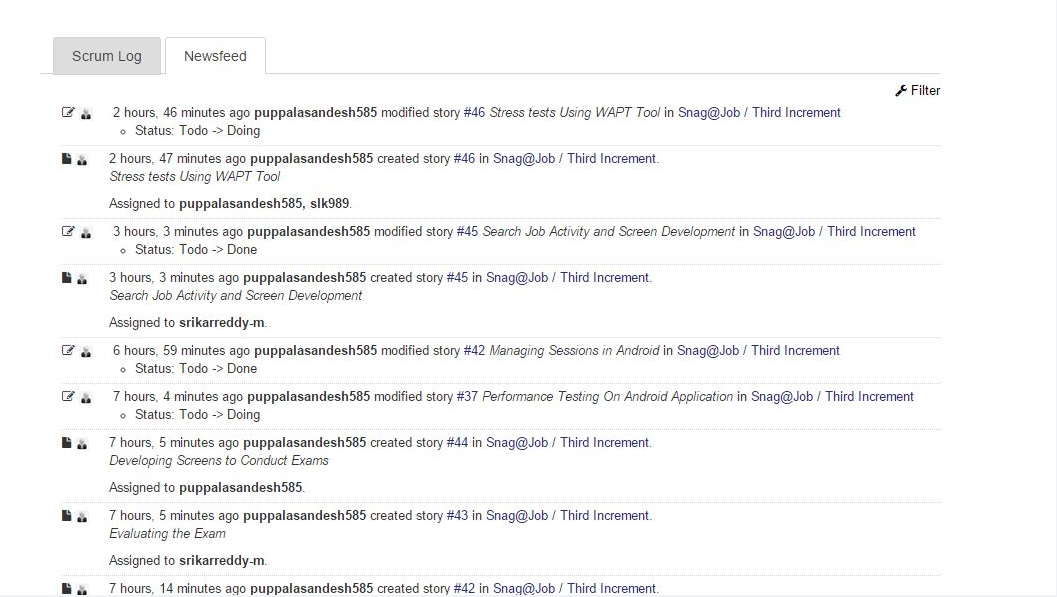 Scrum Log
Newsfeed
Filter
2 hours, 46 minutes ago puppalasandesh585 modified story #46 Stress tests Using WAPT Tool in Snag@Job / Third Increment
Status: Todo -> Doing
2 hours, 47 minutes ago puppalasandesh585 created story #46 in Snag@Job / Third Increment.
Stress tests Using WAPT Tool
Assigned to puppalasandesh585, slk989.
3 hours, 3 minutes ago puppalasandesh585 modified story #45 Search Job Activity and Screen Development in Snag@Job / Third Increment
Status: Todo -> Done
3 hours, 3 minutes ago puppalasandesh585 created story #45 in Snag@Job / Third Increment.
Search Job Activity and Screen Development
Assigned to srikarreddy-m.
6 hours, 59 minutes ago puppalasandesh585 modified story #42 Managing Sessions in Android in Snag@Job / Third Increment
Status: Todo -> Done
7 hours, 4 minutes ago puppalasandesh585 modified story #37 Performance Testing On Android Application in Snag@Job / Third Increment
Status: Todo -> Doing
7 hours, 5 minutes ago puppalasandesh585 created story #44 in Snag@Job / Third Increment.
Developing Screens to Conduct Exams
Assigned to puppalasandesh585.
7 hours, 5 minutes ago puppalasandesh585 created story #43 in Snag@Job / Third Increment.
Evaluating the Exam
Assigned to srikarreddy-m.
7 hours, 14 minutes ago puppalasandesh585 created story #42 in Snag@Job / Third Increment.